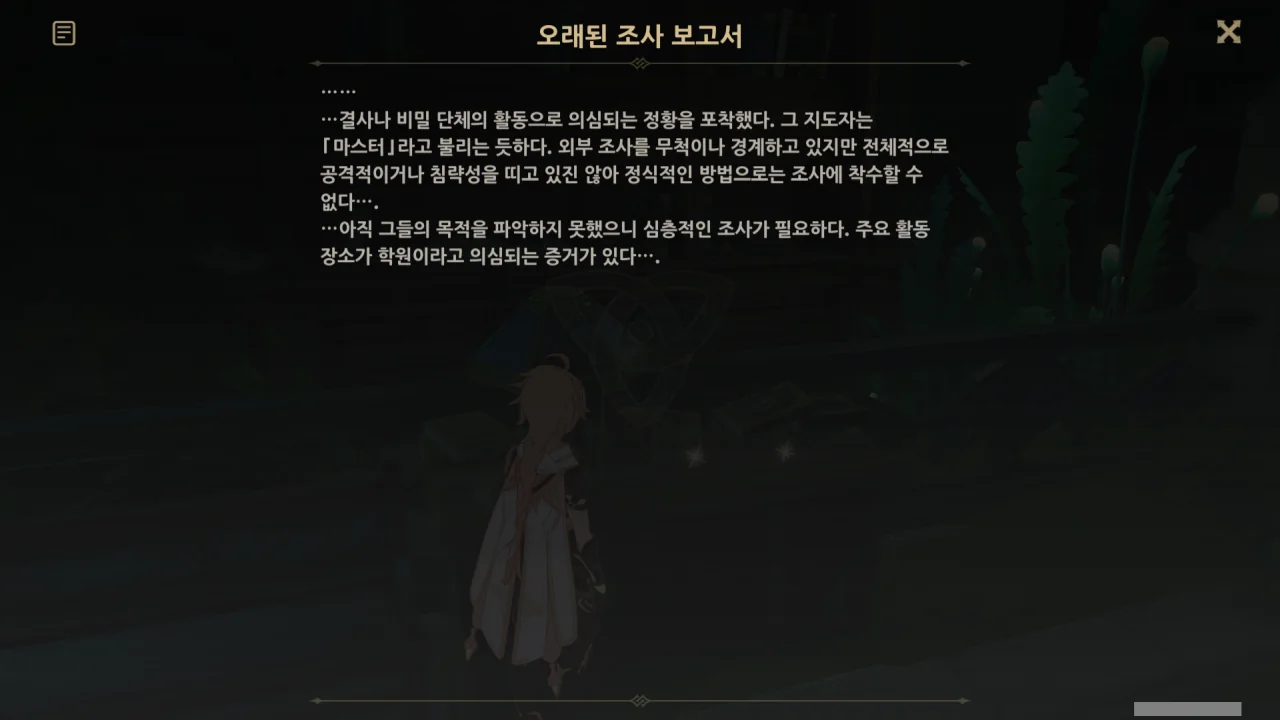 오래된 조사 보고서
……
…결사나 비밀 단체의 활동으로 의심되는 정황을 포착했다. 그 지도자는
「마스터」라고 불리는 듯하다. 외부 조사를 무척이나 경계하고 있지만 전체적으로
공격적이거나 침략성을 띠고 있진 않아 정식적인 방법으로는 조사에 착수할 수
없다….
…아직 그들의 목적을 파악하지 못했으니 심층적인 조사가 필요하다. 주요 활동
장소가 학원이라고 의심되는 증거가 있다….